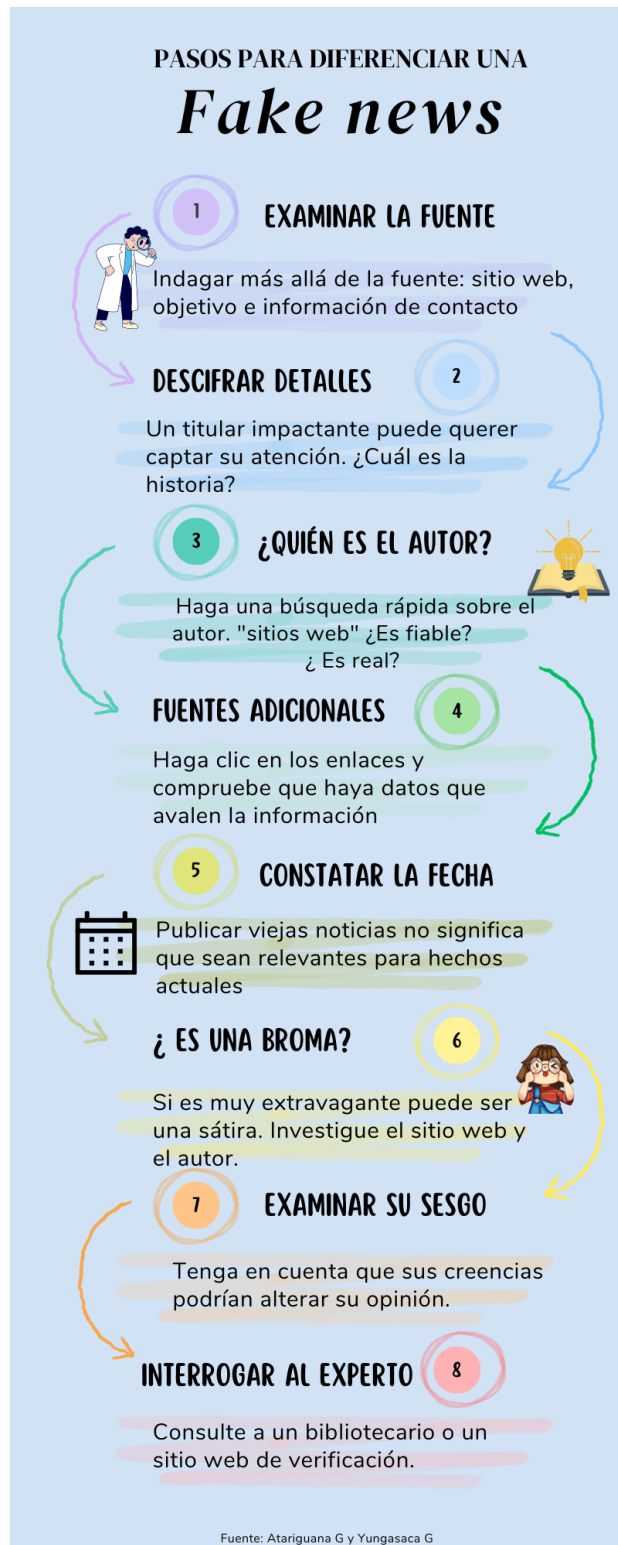 PASOS PARA DIFERENCIAR UNA
Fake news
1
EXAMINAR LA FUENTE
Indagar más allá de la fuente: sitio web,
objetivo e información de contacto
DESCIFRAR DETALLES
2
Un titular impactante puede querer
captar su atención. ¿Cuál es la
historia?
3
¿QUIÉN ES EL AUTOR?
Haga una búsqueda rápida sobre el
autor. "sitios web" ¿Es fiable?
¿ Es real?
FUENTES ADICIONALES
4
Haga clic en los enlaces y
compruebe que haya datos que
avalen la información
5
CONSTATAR LA FECHA
Publicar viejas noticias no significa
que sean relevantes para hechos
actuales
¿ ES UNA BROMA?
6
Si es muy extravagante puede ser
una sátira. Investigue el sitio web y
el autor.
7
EXAMINAR SU SESGO
Tenga en cuenta que sus creencias
podrían alterar su opinión.
INTERROGAR AL EXPERTO
8
Consulte a un bibliotecario o un
sitio web de verificación.
Fuente: Atariguana G y Yungasaca G